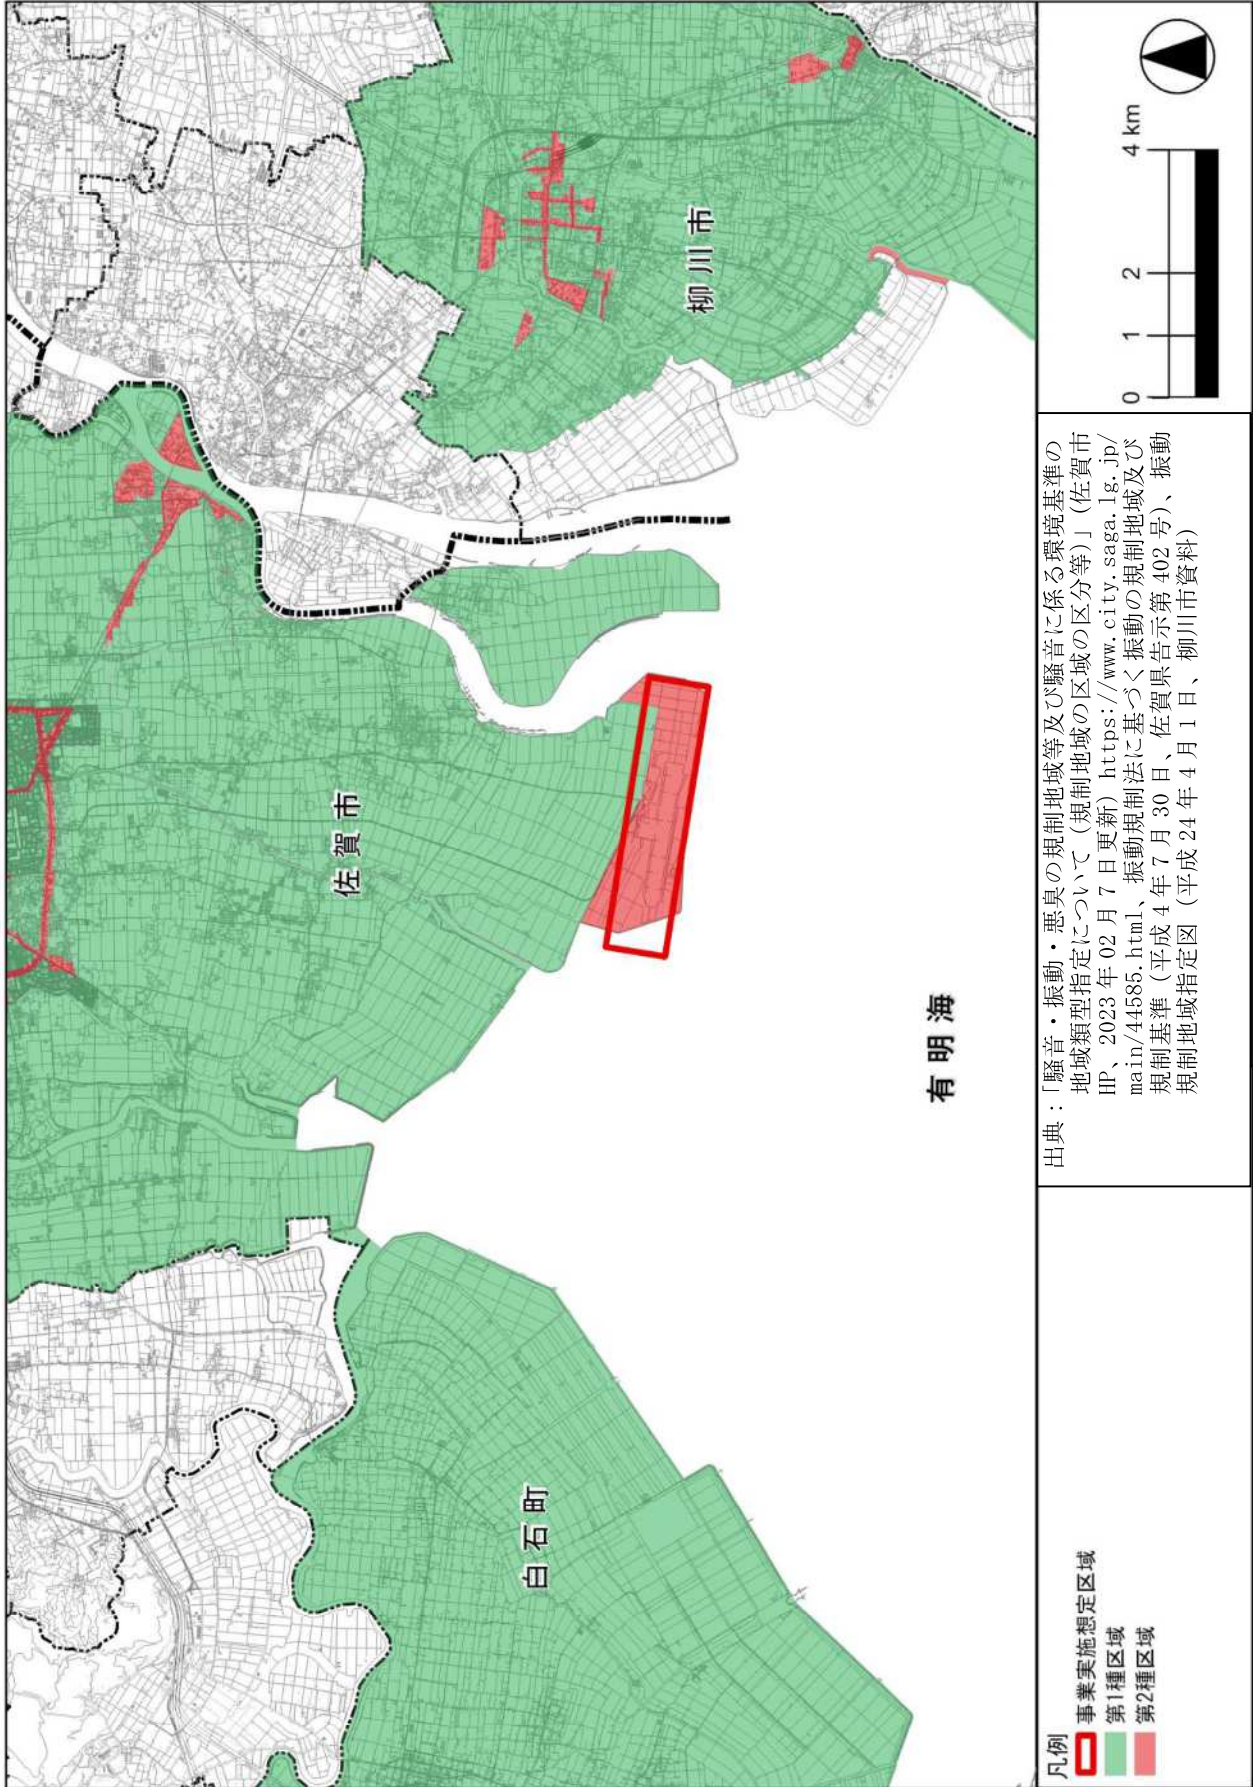 佐賀市
柳川市
白石町
有明海
凡例
事業実施想定区域
第1種区域
第2種区域
出典：「騒音・振動・悪臭の規制地域等及び騒音に係る環境基準の
地域類型指定について（規制地域の区域の区分等）」（佐賀市
HP、2023年02月7日更新）https://www.city.saga.lg.jp/
main/44585.html、振動規制法に基づく振動の規制地域及び
規制基準（平成4年7月30日、佐賀県告示第402号）、振動
規制地域指定図（平成24年4月1日、柳川市資料）
0 1 2 4 km